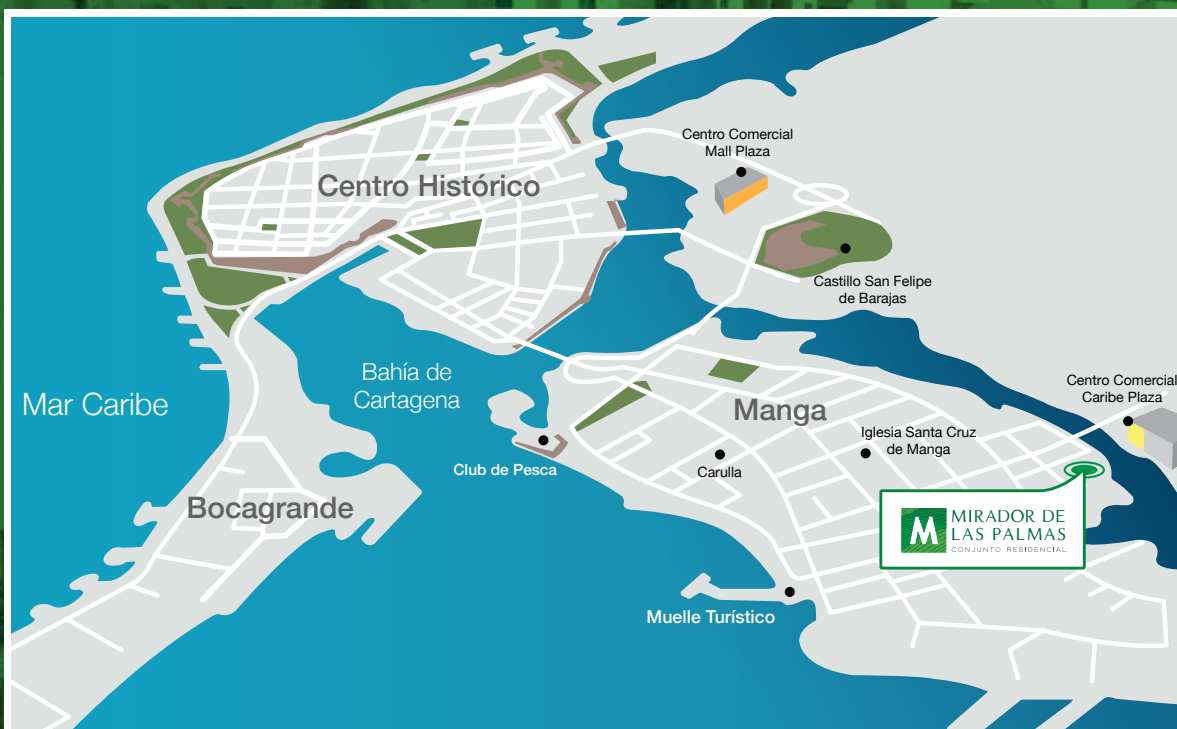 Centro Comercial
Mall Plaza
Centro Histórico
Castillo San Felipe
de Barajas
Bahía de
Cartagena
Mar Caribe
Centro Comercial
Caribe Plaza
Manga
Iglesia Santa Cruz
de Manga
Club de Pesca
Carulla
Bocagrande
M
MIRADOR DE
LAS PALMAS
CONJUNTO RESIDENCIAL
Muelle Turístico